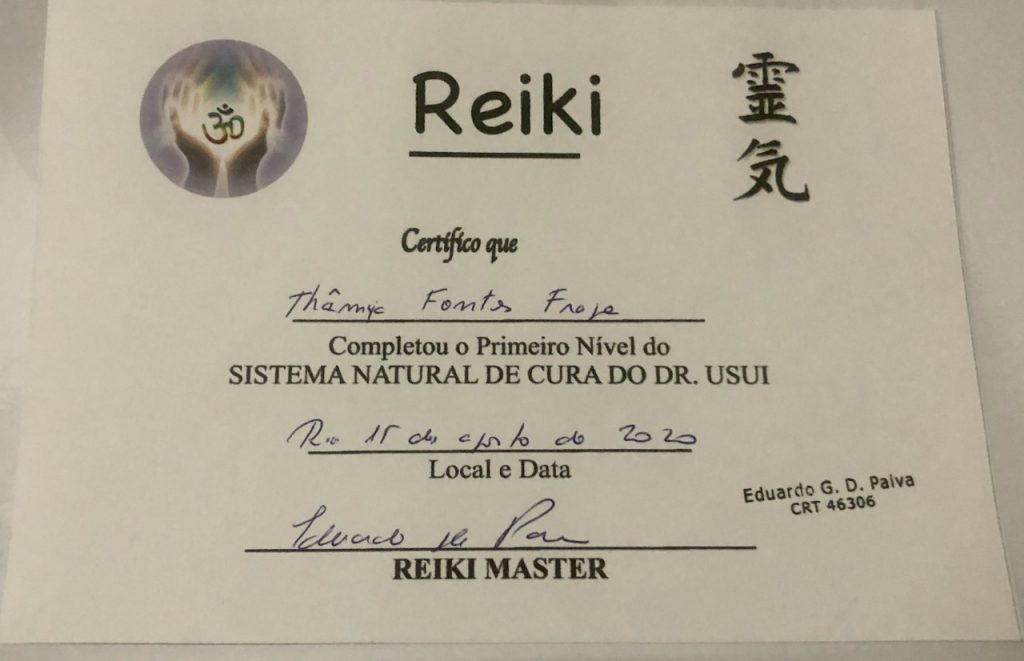 ॐ
Reiki
霊
気
Certifico que
Fontes
Completou o Primeiro Nível do
SISTEMA NATURAL DE CURA DO DR. USUI
Rio 15 de agosto de 2020
Local e Data
Eduardo G. D. Paiva
CRT 46306
Eduardo
REIKI MASTER